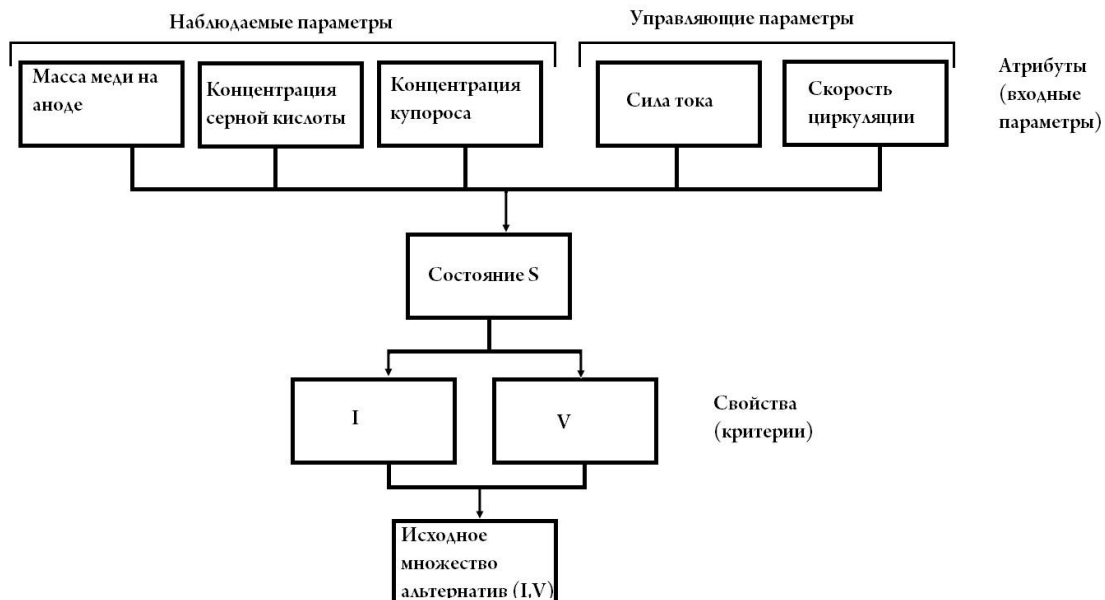 Наблюдаемые параметры
Управляющие параметры
Масса меди на
аноде
Концентрация
серной кислоты
Концентрация
купороса
Сила тока
Скорость
циркуляции
Атрибуты
(входные
параметры)
Состояние S
I
V
Свойства
(критерии)
Исходное
множество
альтернатив (I,V)